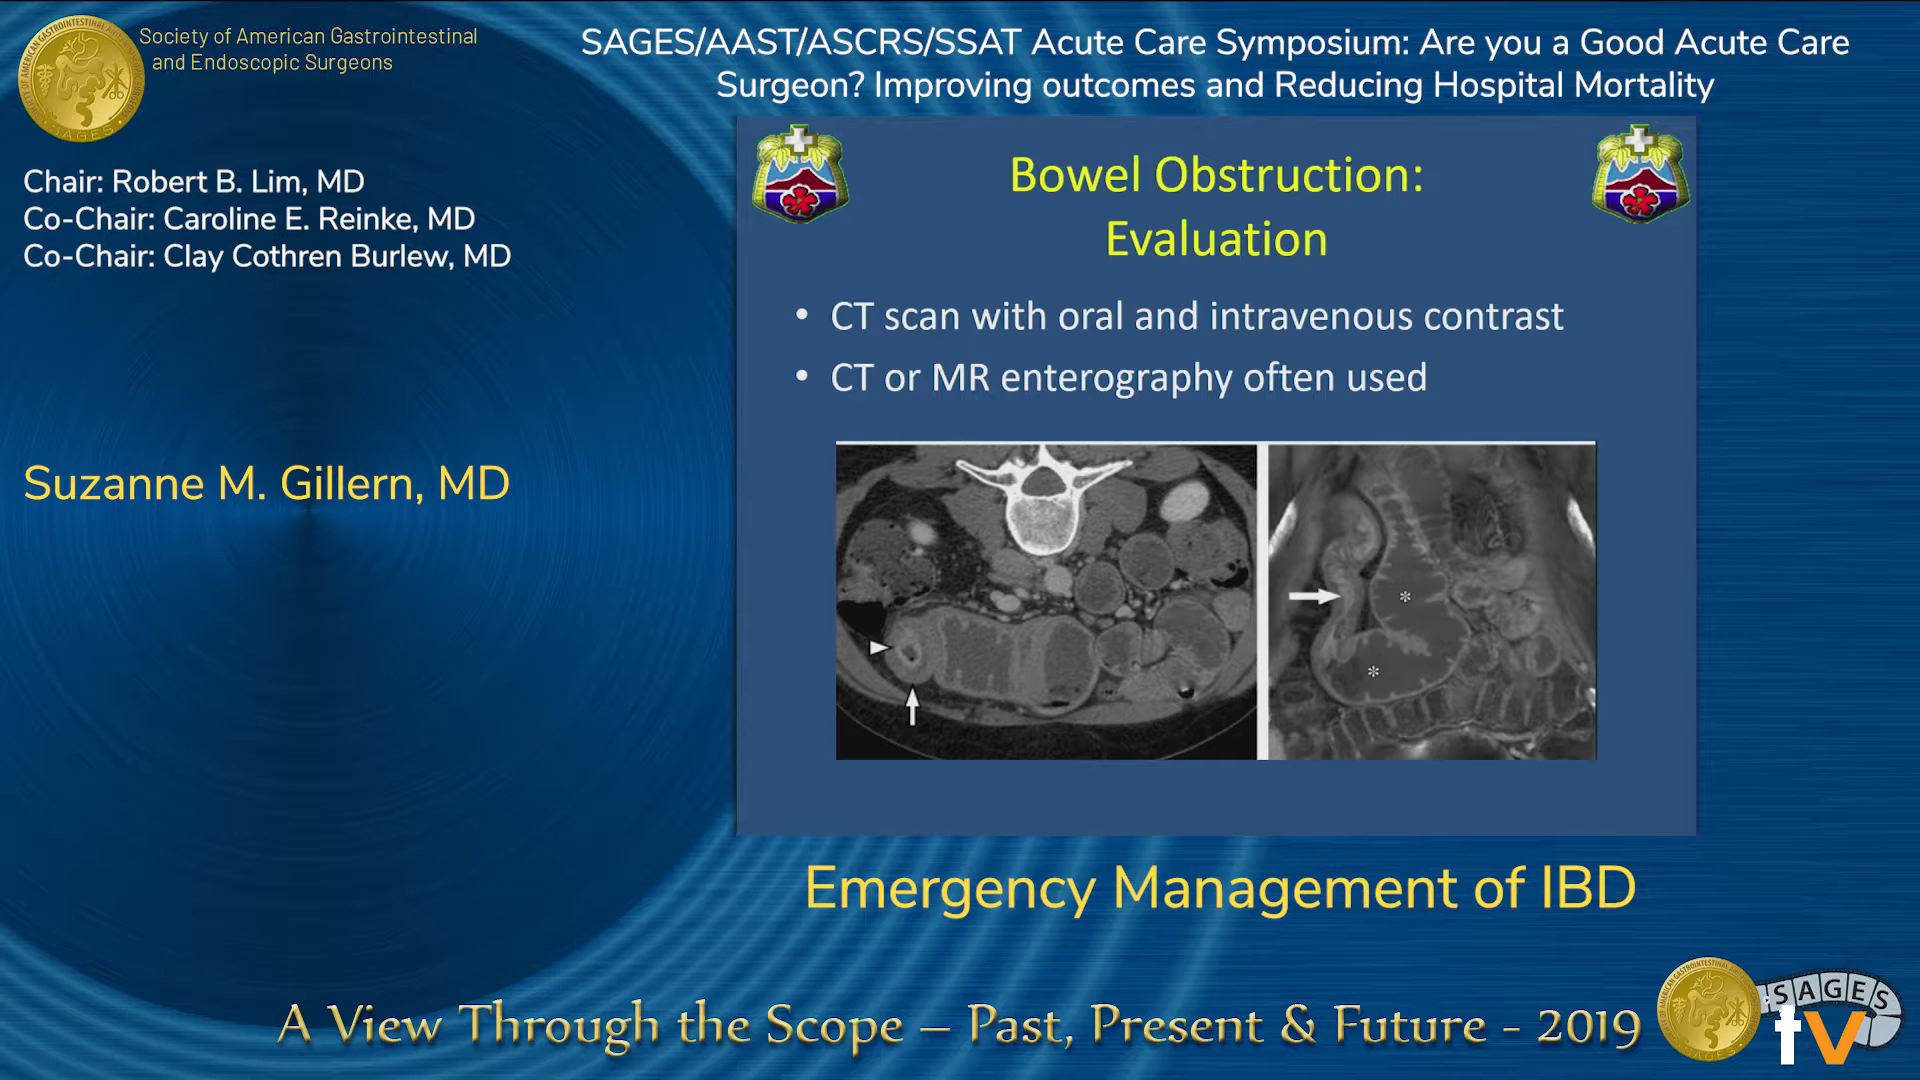 Society of American Gastrointestinal
and Endoscopic Surgeons
SAGES/AAST/ASCRS/SSAT Acute Care Symposium: Are you a Good Acute Care
Surgeon? Improving outcomes and Reducing Hospital Mortality
Chair: Robert B. Lim, MD
Co-Chair: Caroline E. Reinke, MD
Co-Chair: Clay Cothren Burlew, MD
Suzanne M. Gillern, MD
Bowel Obstruction:
Evaluation
• CT scan with oral and intravenous contrast
• CT or MR enterography often used
*
*
Emergency Management of IBD
A View Through the Scope – Past, Present & Future - 2019
SAGES
tv